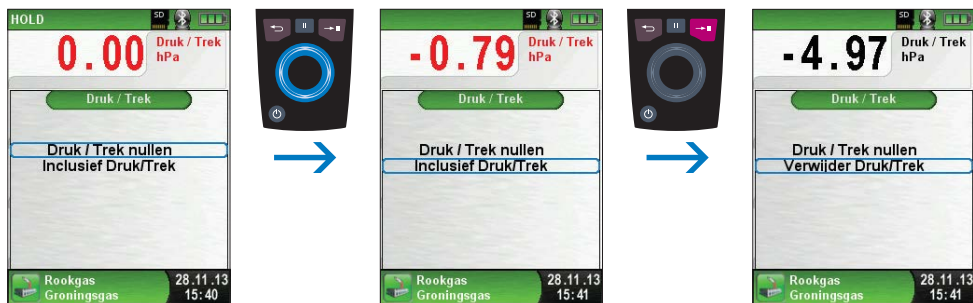 HOLD
SD
0.00
Druk / Trek
hPa
Druk / Trek
Druk / Trek nullen
Inclusief Druk/Trek
Rookgas
Groningsgas
28.11.13
15:40
SD
-0.79
Druk / Trek
hPa
Druk / Trek
Druk / Trek nullen
Inclusief Druk/Trek
Rookgas
Groningsgas
28.11.13
15:41
SD
-4.97
Druk / Trek
hPa
Druk / Trek
Druk / Trek nullen
Verwijder Druk/Trek
Rookgas
Groningsgas
28.11.13
15:41